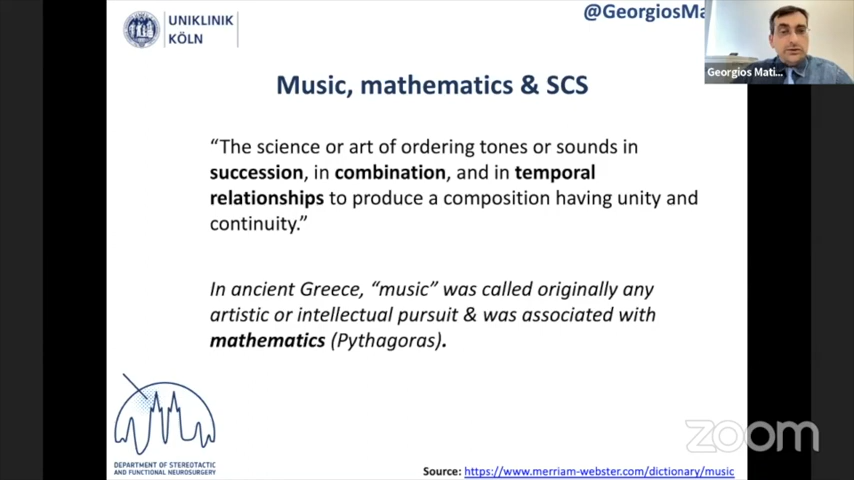 UNIKLINIK
KÖLN
@GeorgiosMa
Georgios Mati...
Music, mathematics & SCS
“The science or art of ordering tones or sounds in
succession, in combination, and in temporal
relationships to produce a composition having unity and
continuity.”
In ancient Greece, “music” was called originally any
artistic or intellectual pursuit & was associated with
mathematics (Pythagoras).
DEPARTMENT OF STEREOTACTIC
AND FUNCTIONAL NEUROSURGERY
zoom
Source: https://www.merriam-webster.com/dictionary/music